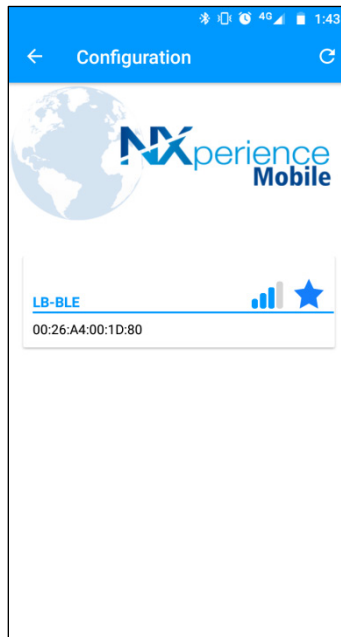 4G 1:43
Configuration
NXperience
Mobile
LB-BLE
00:26:A4:00:1D:80